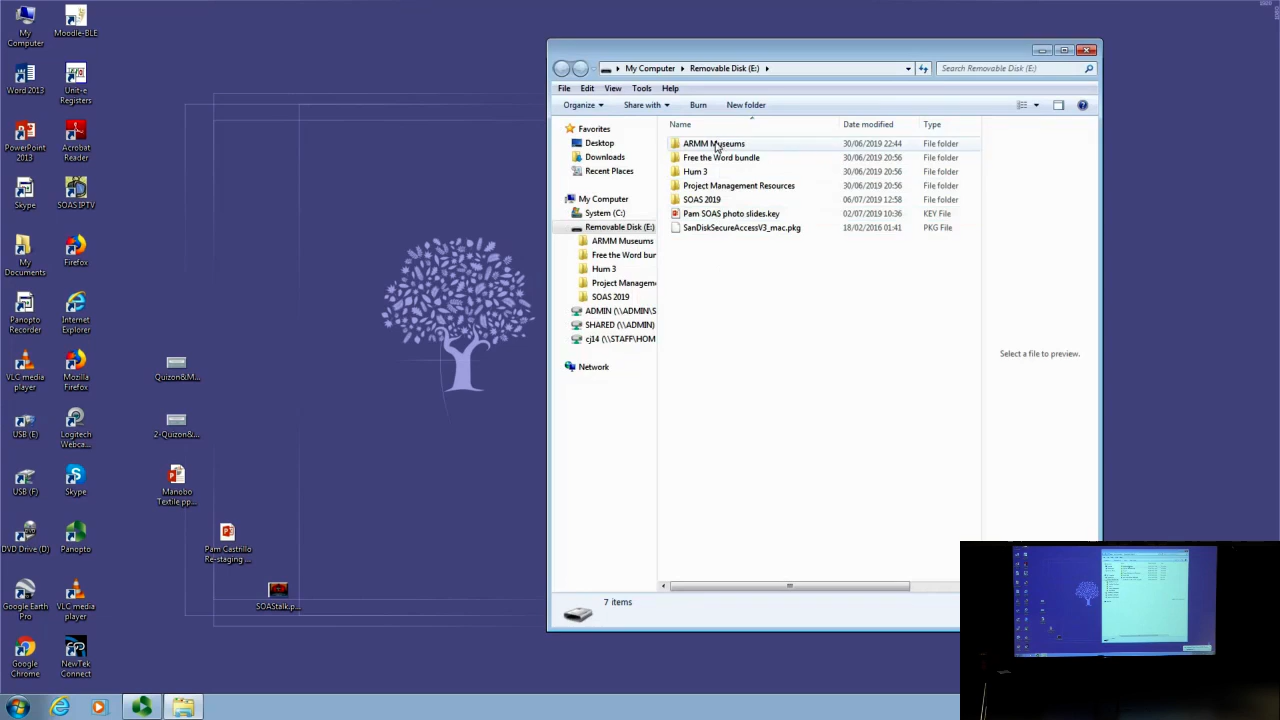 My Computer
Moodle-BLE
Word 2013
Unit-e Registers
PowerPoint 2013
Acrobat Reader
Skype
SOAS IPTV
My Documents
Firefox
Panopto Recorder
Internet Explorer
VLC media player
Mozilla Firefox
USB (E)
Logitech Webca...
USB (F)
Skype
DVD Drive (D)
Panopto
Google Earth Pro
VLC media player
Google Chrome
NewTek Connect
Quizon&M...
2-Quizon&...
Manobo Textile pp...
Pam Castrillo Re-staging ...
SOAStalk.p...
My Computer
Removable Disk (E:)
Search Removable Disk (E:)
File Edit View Tools Help
Organize Share with Burn New folder
Favorites
Desktop
Downloads
Recent Places
My Computer
System (C:)
Removable Disk (E:)
ARMM Museums
Free the Word bur
Hum 3
Project Managem
SOAS 2019
ADMIN (\\ADMIN\S
SHARED (\\ADMIN)
cj14 (\\STAFF\HOM
Network
Name Date modified Type
ARMM Museums 30/06/2019 22:44 File folder
Free the Word bundle 30/06/2019 20:56 File folder
Hum 3 30/06/2019 20:56 File folder
Project Management Resources 30/06/2019 20:56 File folder
SOAS 2019 06/07/2019 12:58 File folder
Pam SOAS photo slides.key 02/07/2019 10:36 KEY File
SanDiskSecureAccessV3_mac.pkg 18/02/2016 01:41 PKG File
Select a file to preview.
7 items